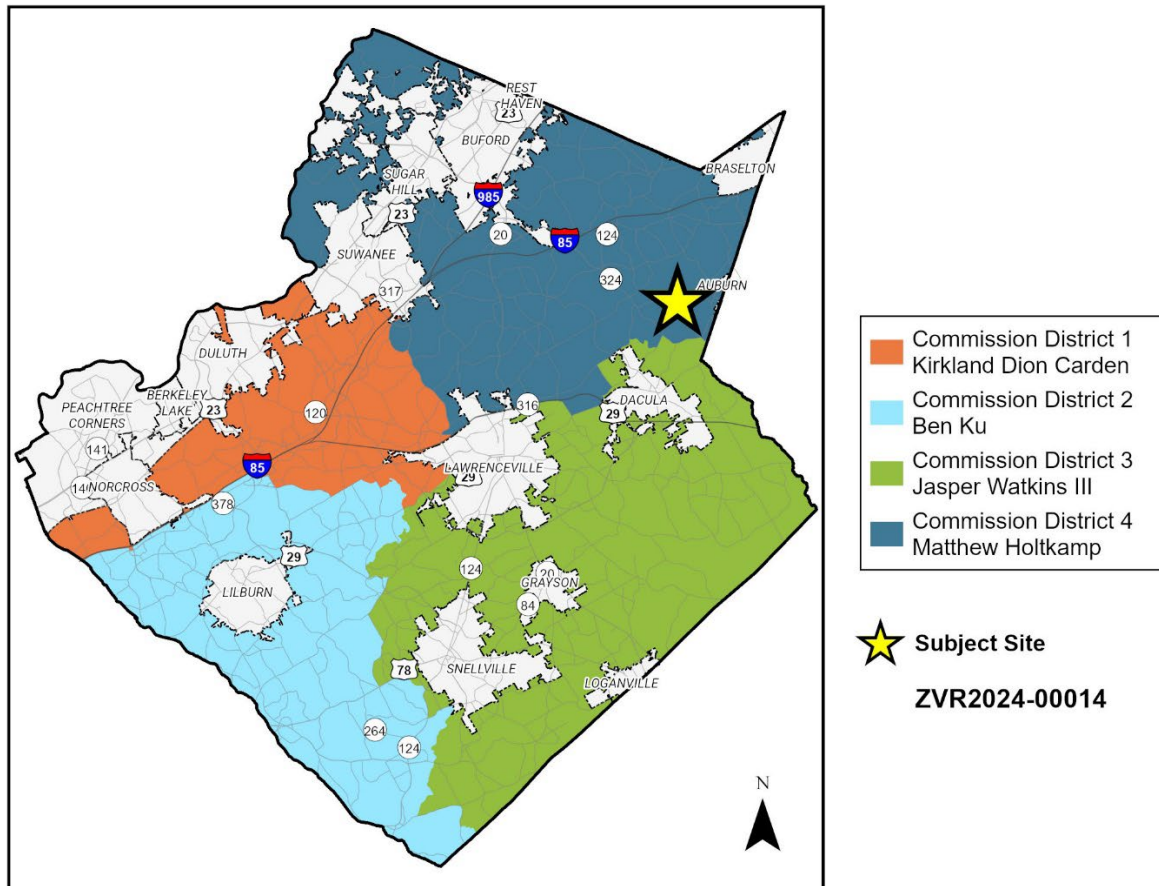 REST
HAVEN
23
BUFORD
BRASELTON
SUGAR
HILL
985
23
20
85
124
SUWANEE
324
317
AUBURN
DULUTH
BERKELEY
LAKE
23
PEACHTREE
CORNERS
120
316
DACULA
29
141
85
LAWRENCEVILLE
29
14
NORCROSS
378
29
LILBURN
124
20
GRAYSON
84
78
SNELLVILLE
LOGANVILLE
264
124
N
Commission District 1
Kirkland Dion Carden
Commission District 2
Ben Ku
Commission District 3
Jasper Watkins III
Commission District 4
Matthew Holtkamp
Subject Site
ZVR2024-00014